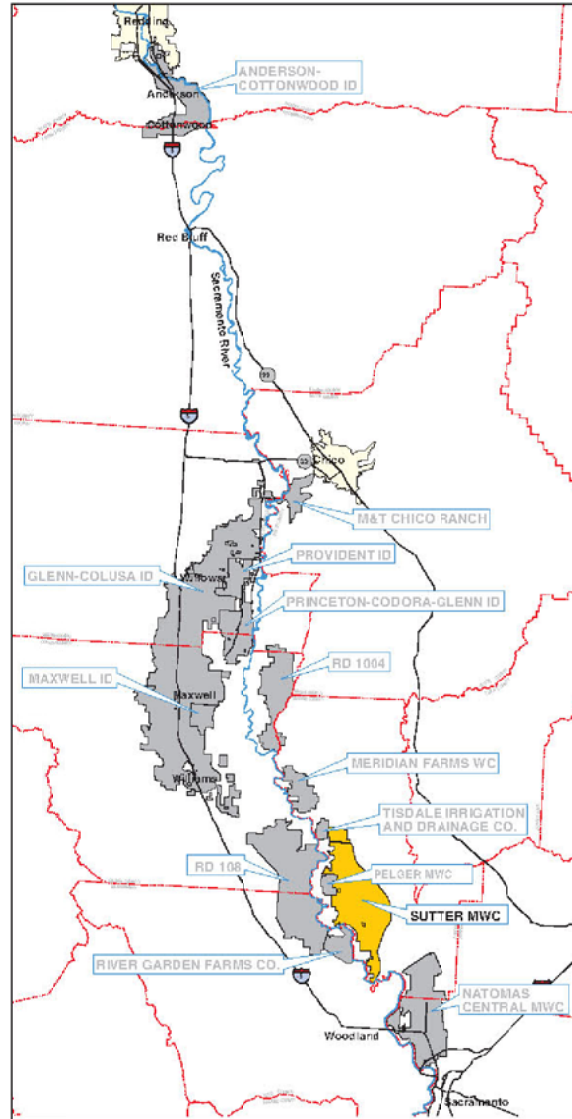 Redding
ANDERSON-
COTTONWOOD ID
Anderson
Cottonwood
Red Bluff
Sacramento River
99
Chico
M&T CHICO RANCH
PROVIDENT ID
GLENN-COLUSA ID
Willows
PRINCETON-CODORA-GLENN ID
RD 1004
MAXWELL ID
Maxwell
MERIDIAN FARMS WC
Williams
TISDALE IRRIGATION
AND DRAINAGE CO.
RD 108
PELGER MWC
SUTTER MWC
RIVER GARDEN FARMS CO.
NATOMAS
CENTRAL MWC
Woodland
Sacramento